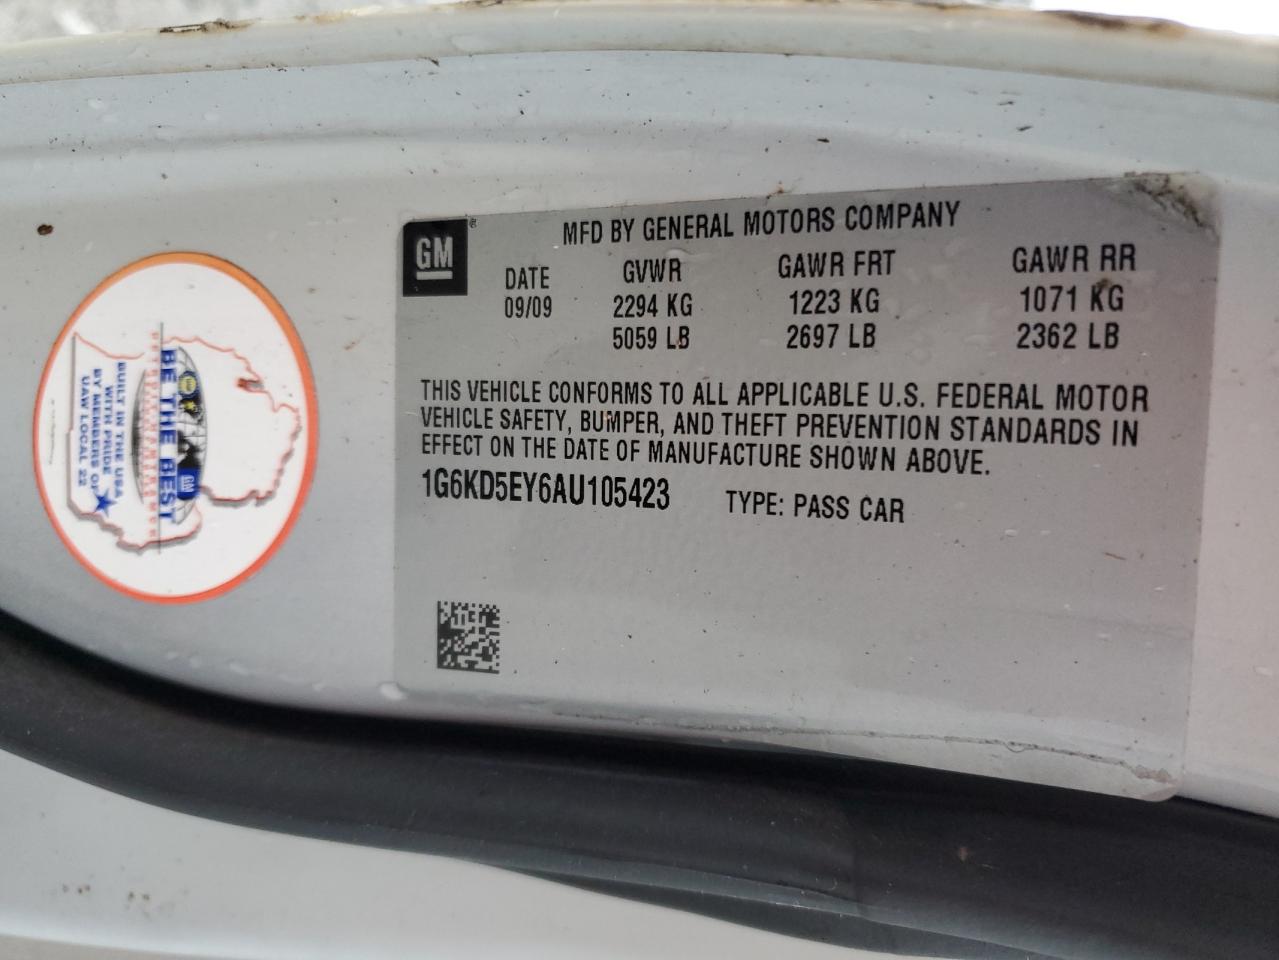 GM
®
MFD BY GENERAL MOTORS COMPANY
DATE GVWR GAWR FRT GAWR RR
09/09 2294 KG 1223 KG 1071 KG
5059 LB 2697 LB 2362 LB
THIS VEHICLE CONFORMS TO ALL APPLICABLE U.S. FEDERAL MOTOR
VEHICLE SAFETY, BUMPER, AND THEFT PREVENTION STANDARDS IN
EFFECT ON THE DATE OF MANUFACTURE SHOWN ABOVE.
1G6KD5EY6AU105423 TYPE: PASS CAR
BE THE BEST
GM
BUILT IN THE USA
WITH PRIDE
BY MEMBERS OF
UAW LOCAL 22